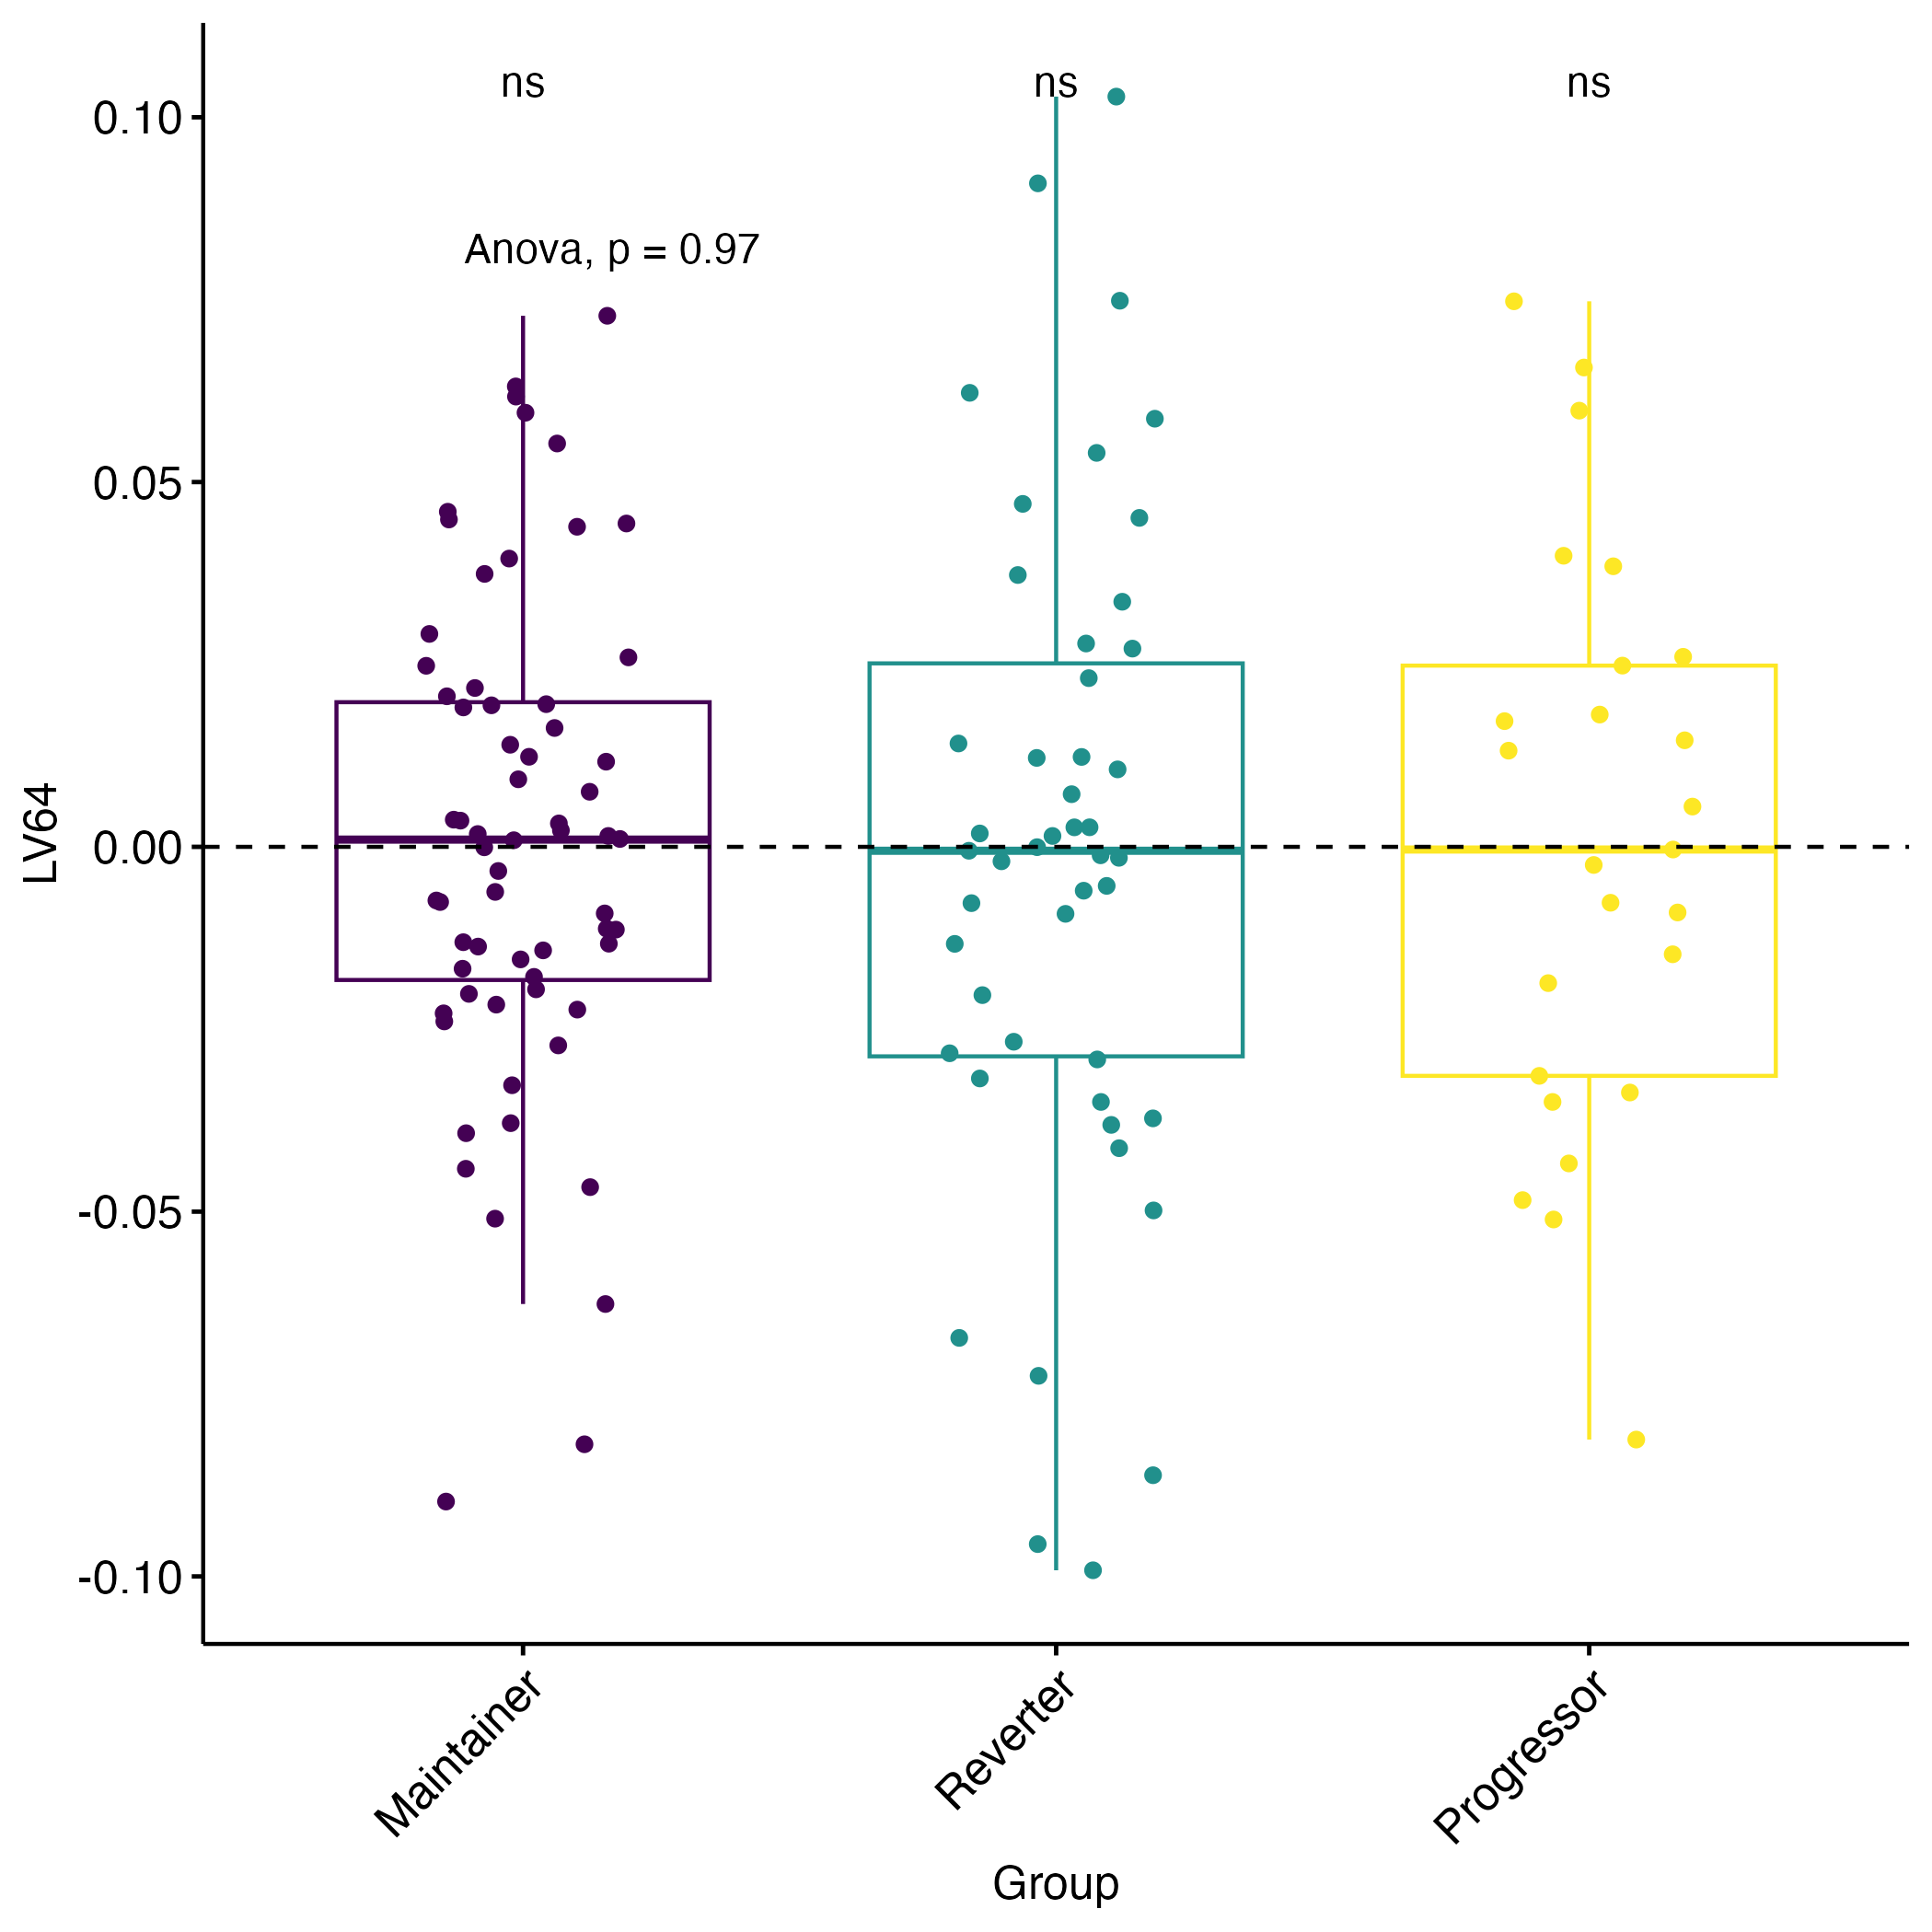 ns ns ns
Anova, p = 0.97
0.10
0.05
0.00
-0.05
-0.10
LV64
Maintainer
Reverter
Progressor
Group